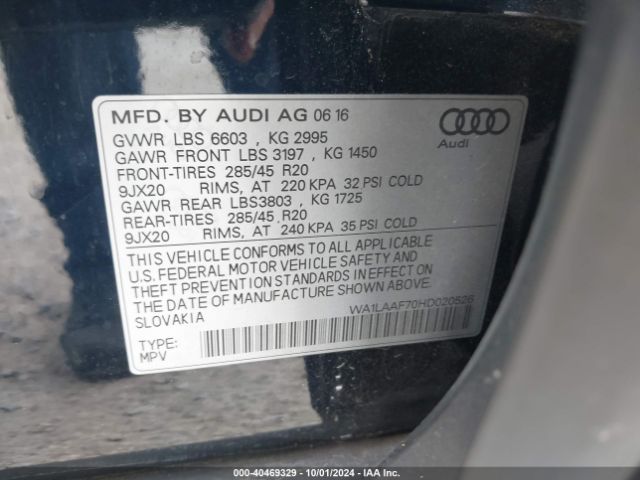 MFD. BY AUDI AG 06 16
Audi
GVWR LBS 6603 , KG 2995
GAWR FRONT LBS 3197 , KG 1450
FRONT-TIRES 285/45 R20
9JX20 RIMS, AT 220 KPA 32 PSI COLD
GAWR REAR LBS3803 , KG 1725
REAR-TIRES 285/45 R20
9JX20 RIMS, AT 240 KPA 35 PSI COLD
THIS VEHICLE CONFORMS TO ALL APPLICABLE
U.S. FEDERAL MOTOR VEHICLE SAFETY AND
THEFT PREVENTION STANDARDS IN EFFECT ON
THE DATE OF MANUFACTURE SHOWN ABOVE.
SLOVAKIA
WA1LAAF70HD020526
TYPE:
MPV
© - 40469329 - 10/01/2024 - IAA Inc.